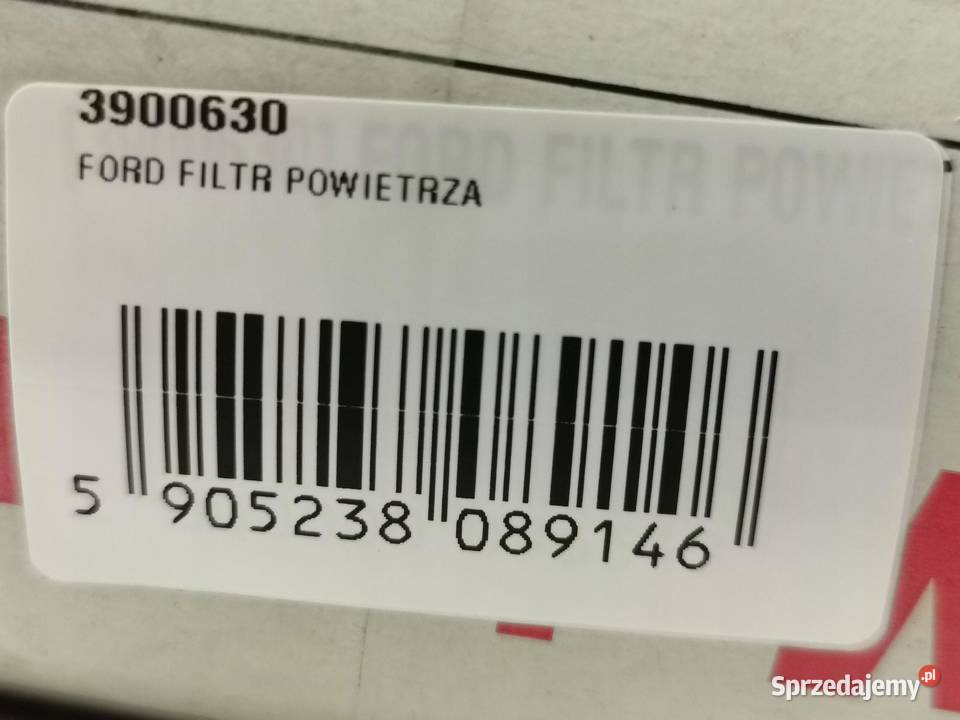 3900630
FORD FILTR POWIETRZA
5 905238 089146
Sprzedajemy.pl